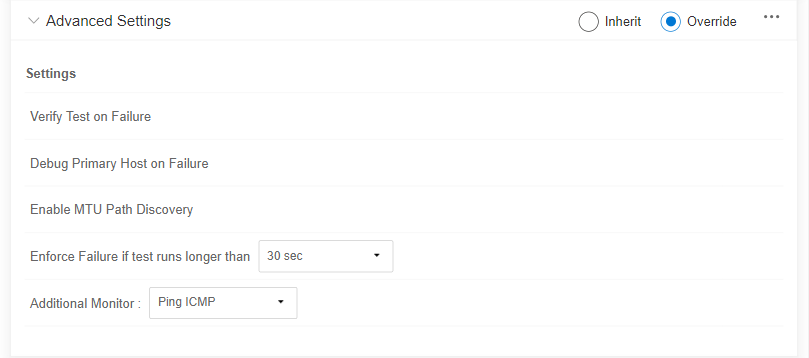 Advanced Settings Inherit Override
Settings
Verify Test on Failure
Debug Primary Host on Failure
Enable MTU Path Discovery
Enforce Failure if test runs longer than 30 sec
Additional Monitor : Ping ICMP